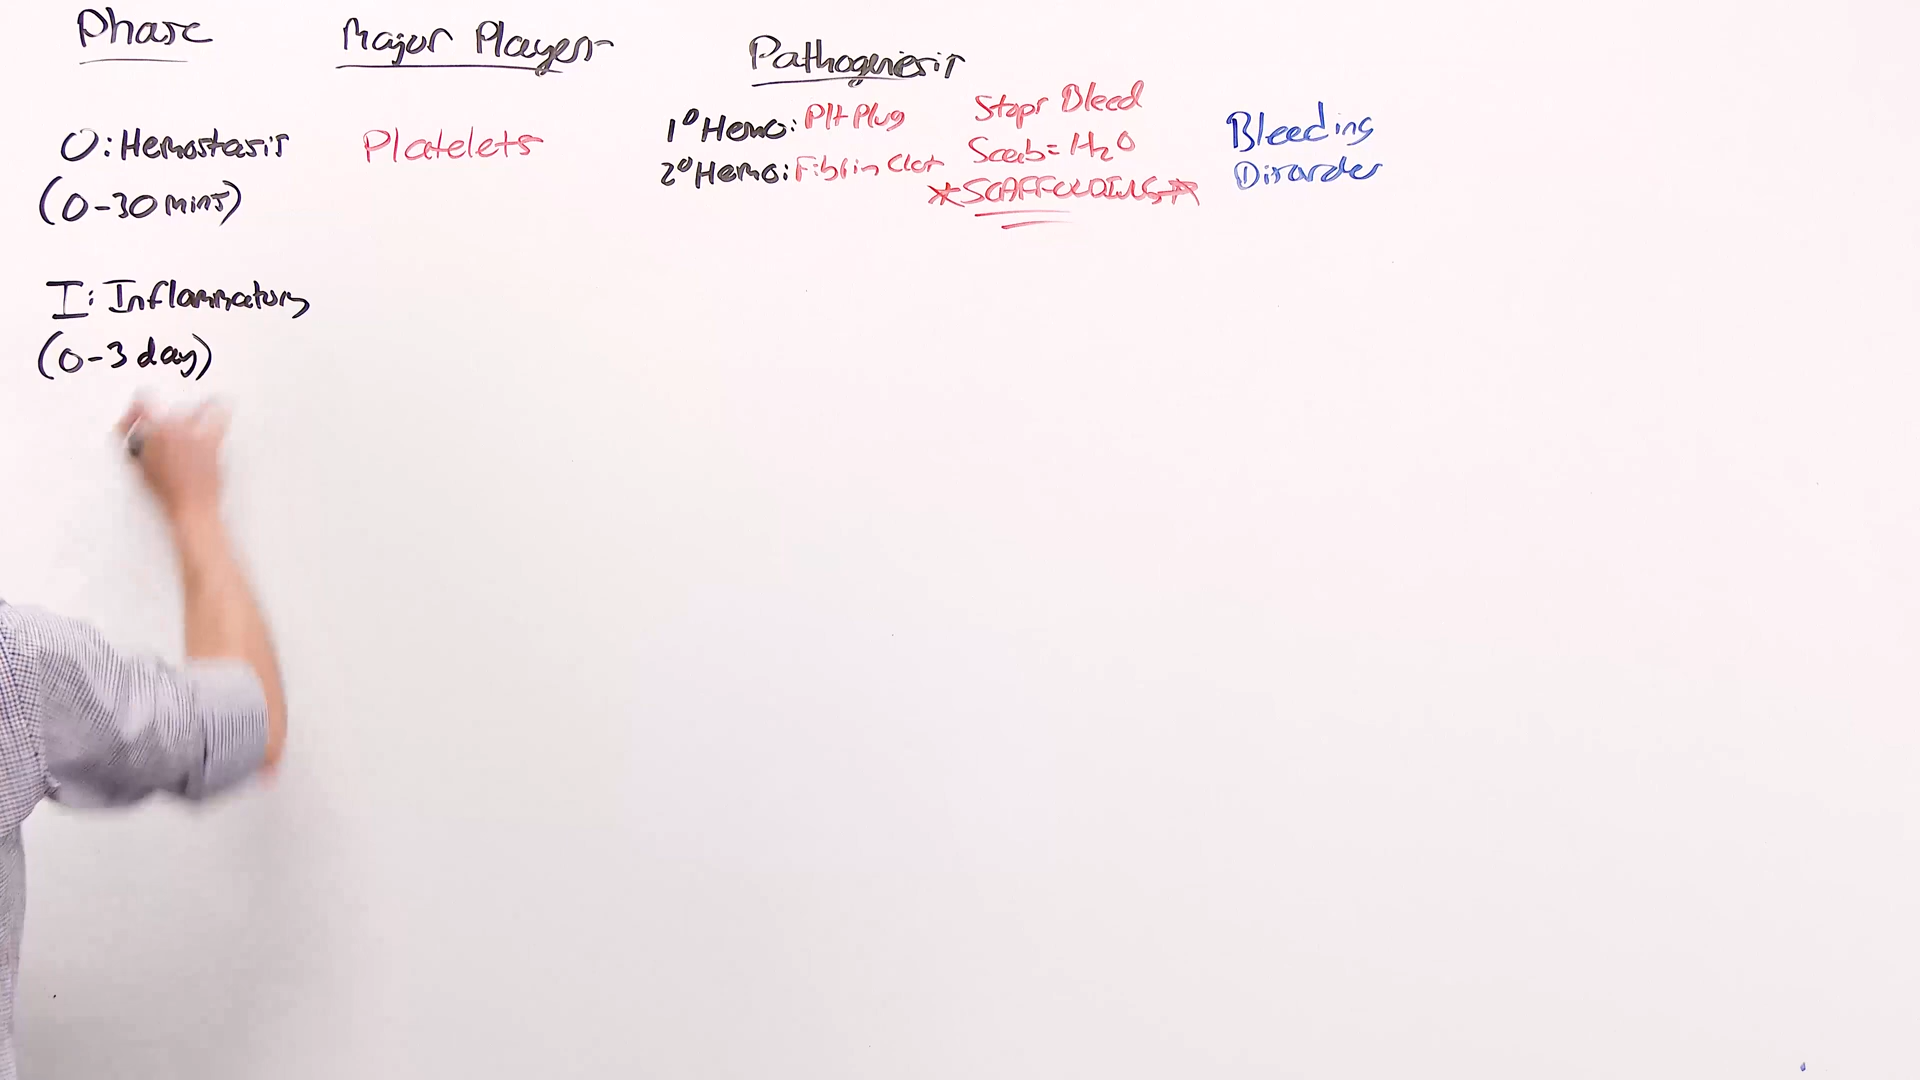 Phase
Major Players
Pathogenesis
O: Hemostasis
(0-30 mins)
Platelets
1° Hemo: Plt Plug
2° Hemo: Fibrin Clot
Stops Bleed
Scab = H2O
*SCAFFOLDING*
Bleeding
Disorder
I: Inflammatory
(0-3 day)